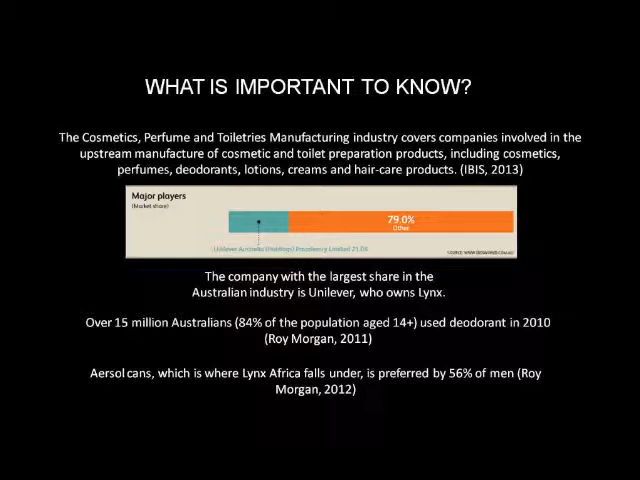 WHAT IS IMPORTANT TO KNOW?
The Cosmetics, Perfume and Toiletries Manufacturing industry covers companies involved in the
upstream manufacture of cosmetic and toilet preparation products, including cosmetics,
perfumes, deodorants, lotions, creams and hair-care products. (IBIS, 2013)
Major players
(Market share)
79.0%
Other
Unilever Australia (Holdings) Proprietary Limited 21.0%
The company with the largest share in the
Australian industry is Unilever, who owns Lynx.
Over 15 million Australians (84% of the population aged 14+) used deodorant in 2010
(Roy Morgan, 2011)
Aersol cans, which is where Lynx Africa falls under, is preferred by 56% of men (Roy
Morgan, 2012)